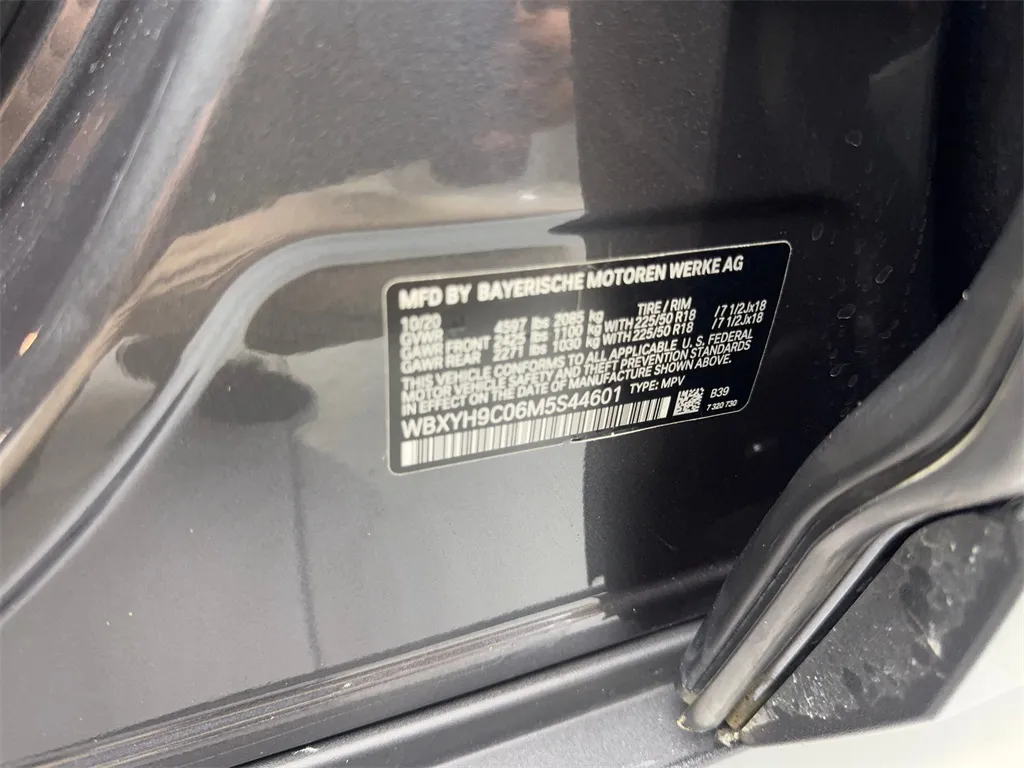 MFD BY BAYERISCHE MOTOREN WERKE AG
10/20 TIRE / RIM
GVWR 4597 lbs 2085 kg
GAWR FRONT 2425 lbs 1100 kg WITH 225/50 R18 /7 1/2Jx18
GAWR REAR 2271 lbs 1030 kg WITH 225/50 R18 /7 1/2Jx18
THIS VEHICLE CONFORMS TO ALL APPLICABLE U. S. FEDERAL
MOTOR VEHICLE SAFETY AND THEFT PREVENTION STANDARDS
IN EFFECT ON THE DATE OF MANUFACTURE SHOWN ABOVE.
WBXYH9C06M5S44601 TYPE: MPV
B39
7 320 730